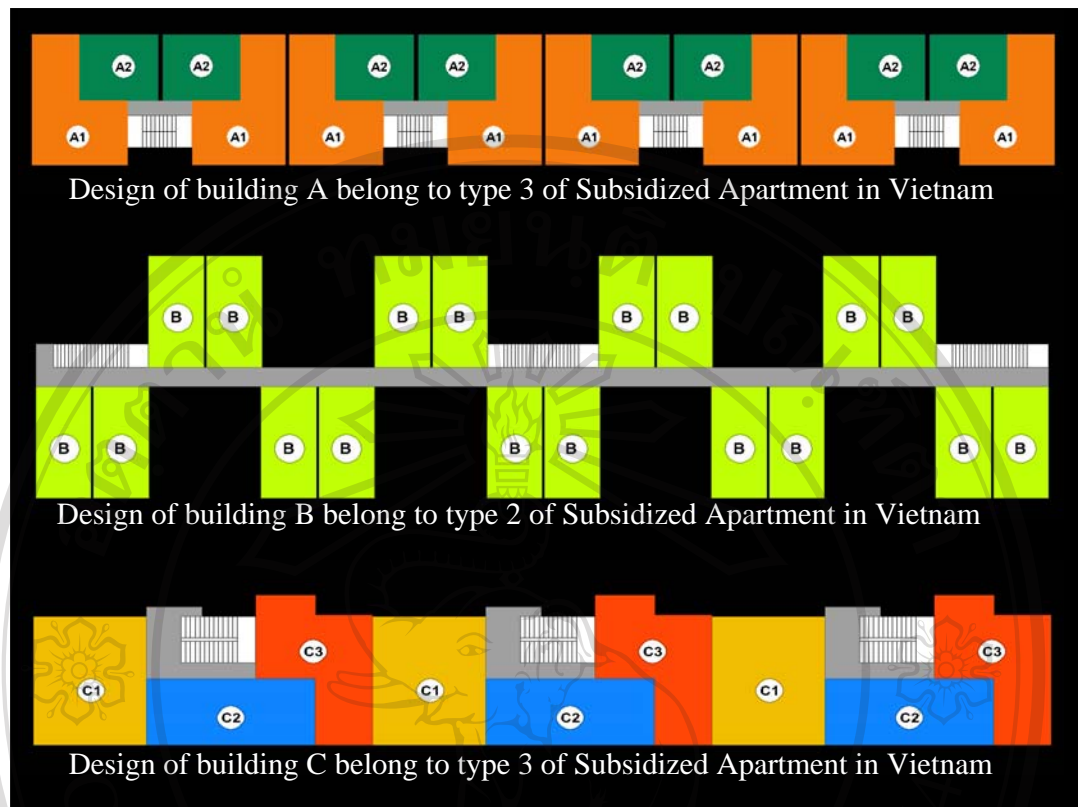 A2 A2 A2 A2 A2 A2 A2 A2
A1 A1 A1 A1 A1 A1 A1 A1
Design of building A belong to type 3 of Subsidized Apartment in Vietnam
B B B B B B B B
B B B B B B B B B B
Design of building B belong to type 2 of Subsidized Apartment in Vietnam
C3 C3 C3
C1 C1 C1
C2 C2 C2
Design of building C belong to type 3 of Subsidized Apartment in Vietnam